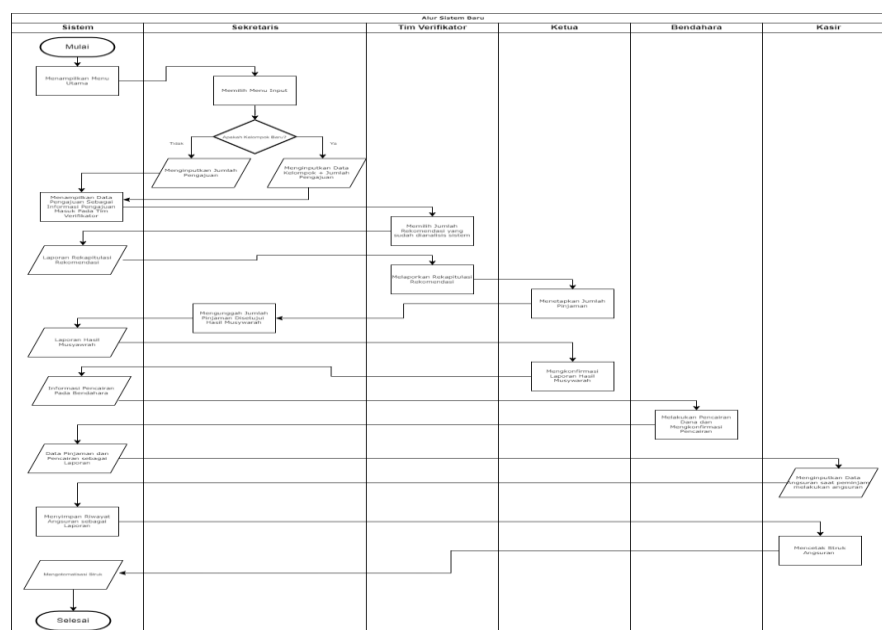 Alur Sistem Baru
Sistem
Sekretaris
Tim Verifikator
Ketua
Bendahara
Kasir
Mulai
Menampilkan Menu
Utama
Memilih Menu Input
Apakah Kelompok Baru?
Tidak
Ya
Menginputkan Jumlah
Pengajuan
Menginputkan Data
Kelompok + Jumlah
Pengajuan
Menampilkan Data
Pengajuan Sebagai
Informasi Pengajuan
Masuk Pada Tim
Verifikator
Memilih Jumlah
Rekomendasi yang
sudah dianalisis sistem
Laporan Rekapitulasi
Rekomendasi
Melaporkan Rekapitulasi
Rekomendasi
Menetapkan Jumlah
Pinjaman
Mengunggah Jumlah
Pinjaman Disetujui
Hasil Musywarah
Laporan Hasil
Musyawrah
Mengkonfirmasi
Laporan Hasil
Musywarah
Informasi Pencairan
Pada Bendahara
Melakukan Pencairan
Dana dan
Mengkonfirmasi
Pencairan
Data Pinjaman dan
Pencairan sebagai
Laporan
Menginputkan Data
Angsuran saat peminjam
melakukan angsuran
Menyimpan Riwayat
Angsuran sebagai
Laporan
Mencetak Struk
Angsuran
Struk
Selesai